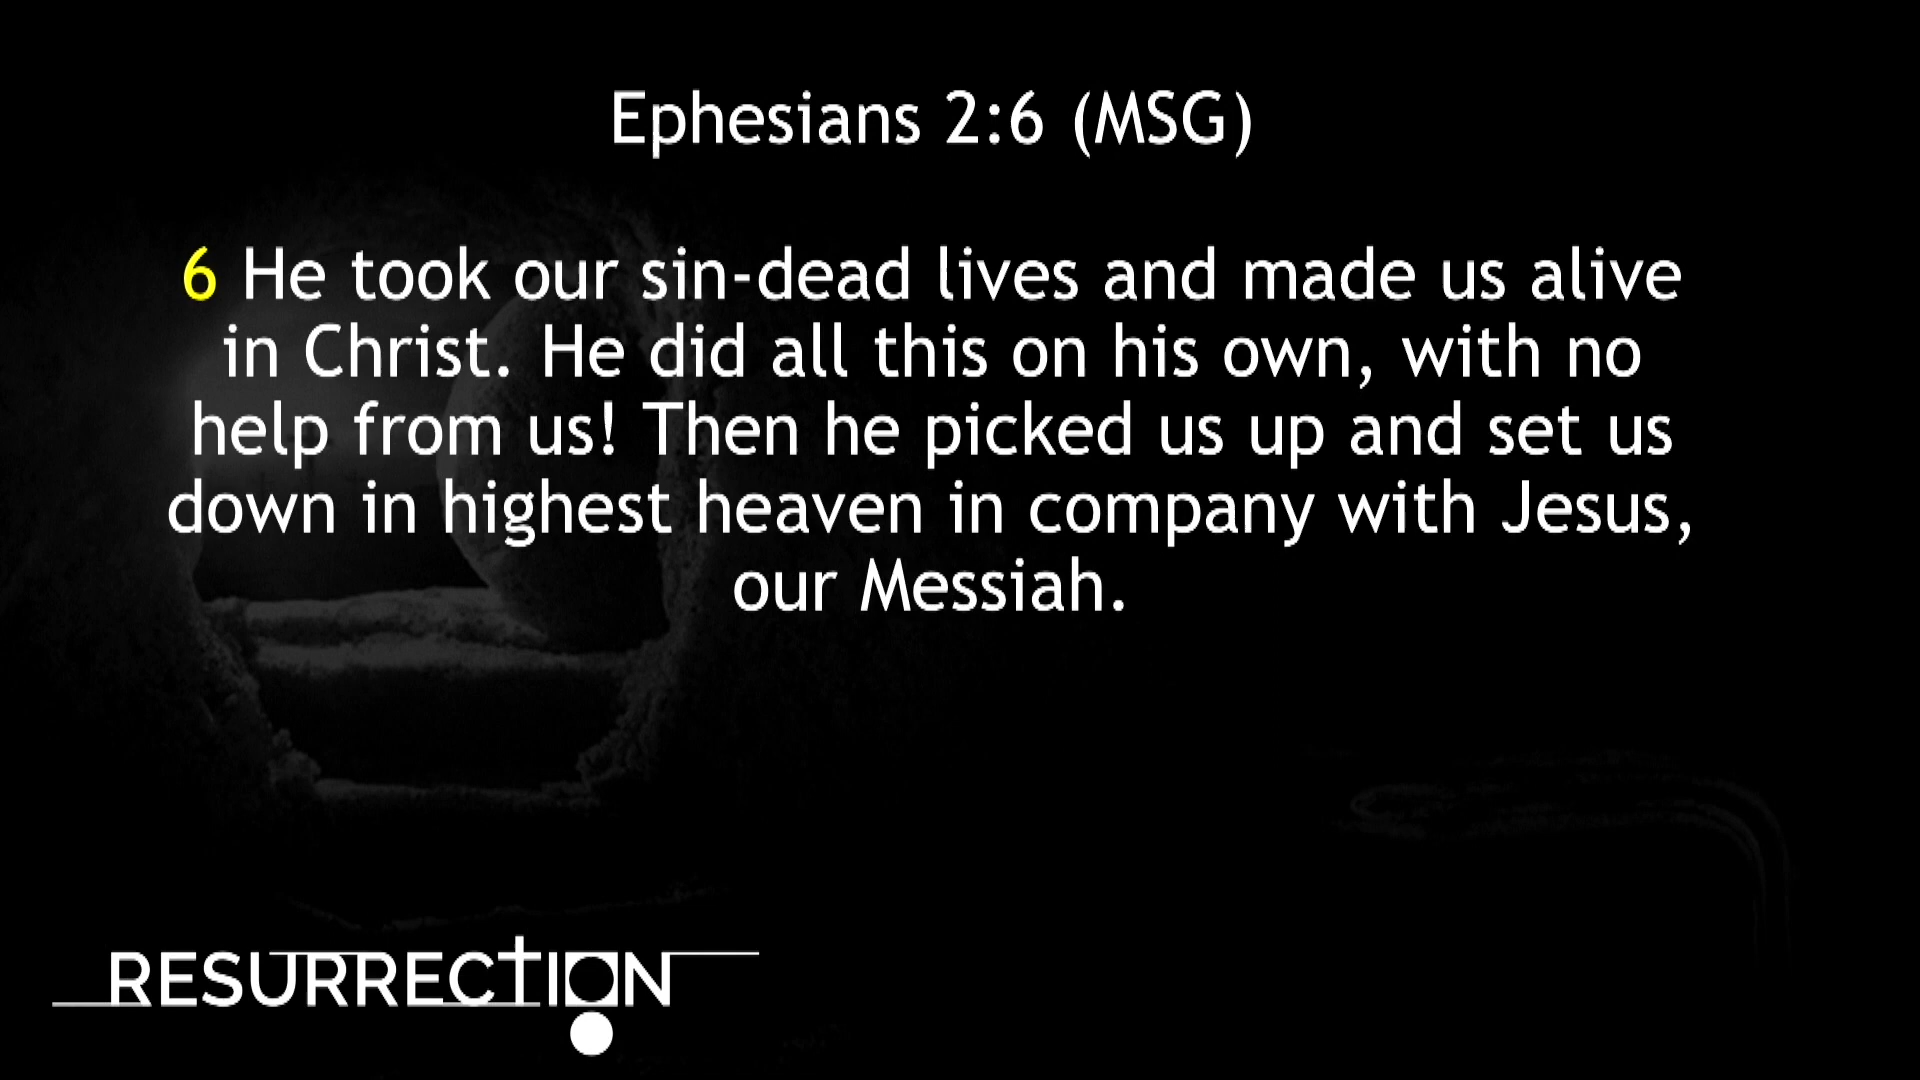 Ephesians 2:6 (MSG)
6 He took our sin-dead lives and made us alive
in Christ. He did all this on his own, with no
help from us! Then he picked us up and set us
down in highest heaven in company with Jesus,
our Messiah.
RESURRECTION